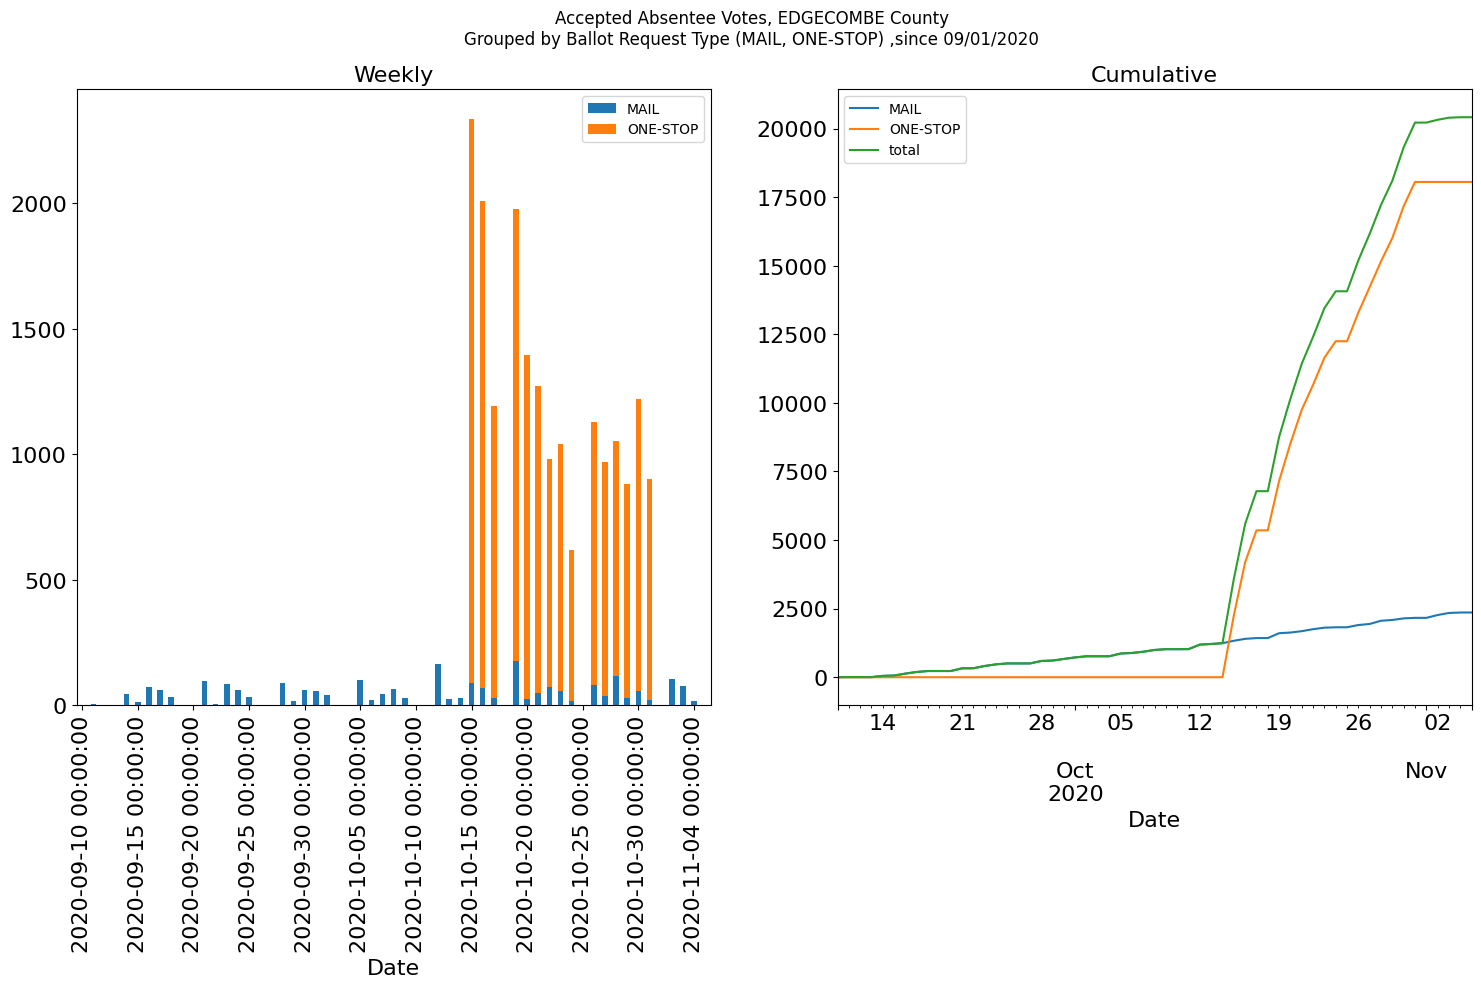 Accepted Absentee Votes, EDGECOMBE County
Grouped by Ballot Request Type (MAIL, ONE-STOP) ,since 09/01/2020
Weekly
MAIL
ONE-STOP
2000
1500
1000
500
0
2020-09-10 00:00:00
2020-09-15 00:00:00
2020-09-20 00:00:00
2020-09-25 00:00:00
2020-09-30 00:00:00
2020-10-05 00:00:00
2020-10-10 00:00:00
2020-10-15 00:00:00
2020-10-20 00:00:00
2020-10-25 00:00:00
2020-10-30 00:00:00
2020-11-04 00:00:00
Date
Cumulative
MAIL
ONE-STOP
total
20000
17500
15000
12500
10000
7500
5000
2500
0
14 21 28 05 12 19 26 02
Oct Nov
2020
Date